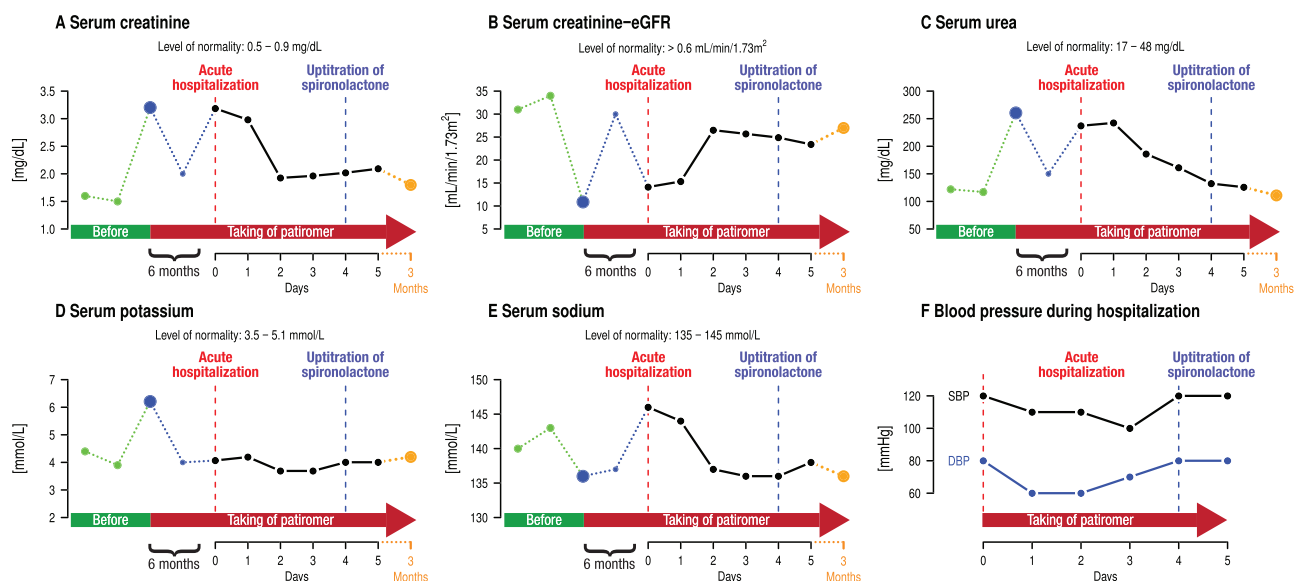 A Serum creatinine
Level of normality: 0.5 – 0.9 mg/dL
Acute
hospitalization
Uptitration of
spironolactone
[mg/dL]
3.5
3.0
2.5
2.0
1.5
1.0
Before
Taking of patiromer
6 months
0 1 2 3 4 5 3
Days
Months
B Serum creatinine–eGFR
Level of normality: > 0.6 mL/min/1.73m²
Acute
hospitalization
Uptitration of
spironolactone
[mL/min/1.73m²]
35
30
25
20
15
10
5
Before
Taking of patiromer
6 months
0 1 2 3 4 5 3
Days
Months
C Serum urea
Level of normality: 17 – 48 mg/dL
Acute
hospitalization
Uptitration of
spironolactone
[mg/dL]
300
250
200
150
100
50
Before
Taking of patiromer
6 months
0 1 2 3 4 5 3
Days
Months
D Serum potassium
Level of normality: 3.5 – 5.1 mmol/L
Acute
hospitalization
Uptitration of
spironolactone
[mmol/L]
7
6
5
4
3
2
Before
Taking of patiromer
6 months
0 1 2 3 4 5 3
Days
Months
E Serum sodium
Level of normality: 135 – 145 mmol/L
Acute
hospitalization
Uptitration of
spironolactone
[mmol/L]
150
145
140
135
130
Before
Taking of patiromer
6 months
0 1 2 3 4 5 3
Days
Months
F Blood pressure during hospitalization
Acute
hospitalization
Uptitration of
spironolactone
[mmHg]
120
100
80
60
SBP
DBP
Taking of patiromer
0 1 2 3 4 5
Days